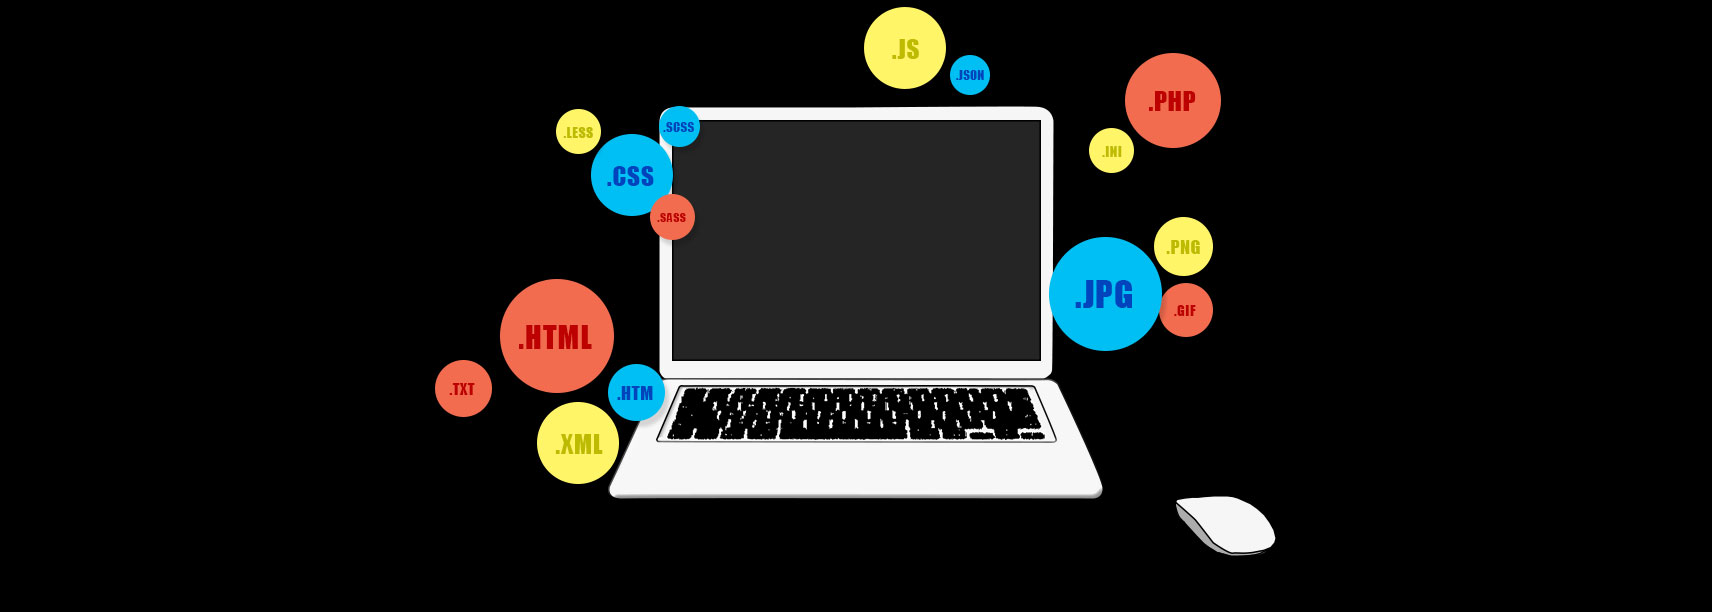 .JS
.JSON
.PHP
.LESS
.SCSS
.INI
.CSS
.SASS
.PNG
.JPG
.GIF
.HTML
.TXT
.HTM
.XML